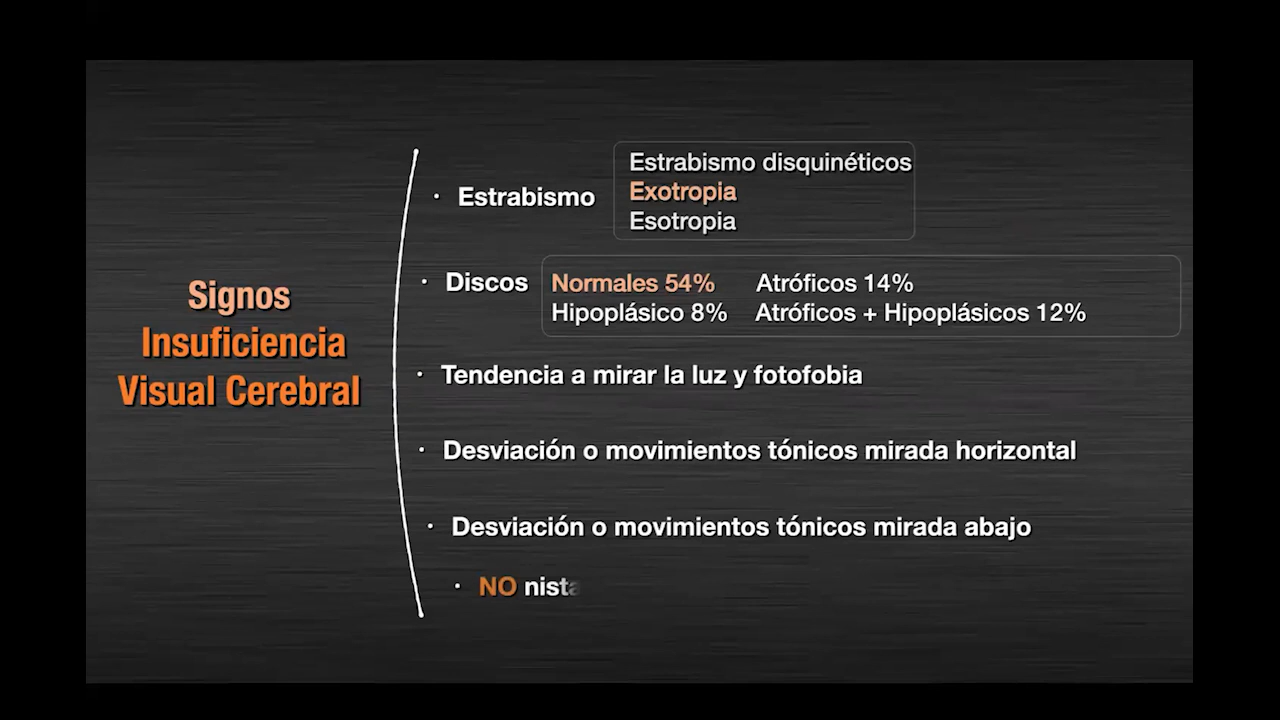 Signos
Insuficiencia
Visual Cerebral
· Estrabismo
Estrabismo disquinéticos
Exotropia
Esotropia
· Discos
Normales 54% Atróficos 14%
Hipoplásico 8% Atróficos + Hipoplásicos 12%
· Tendencia a mirar la luz y fotofobia
· Desviación o movimientos tónicos mirada horizontal
· Desviación o movimientos tónicos mirada abajo
· NO nista